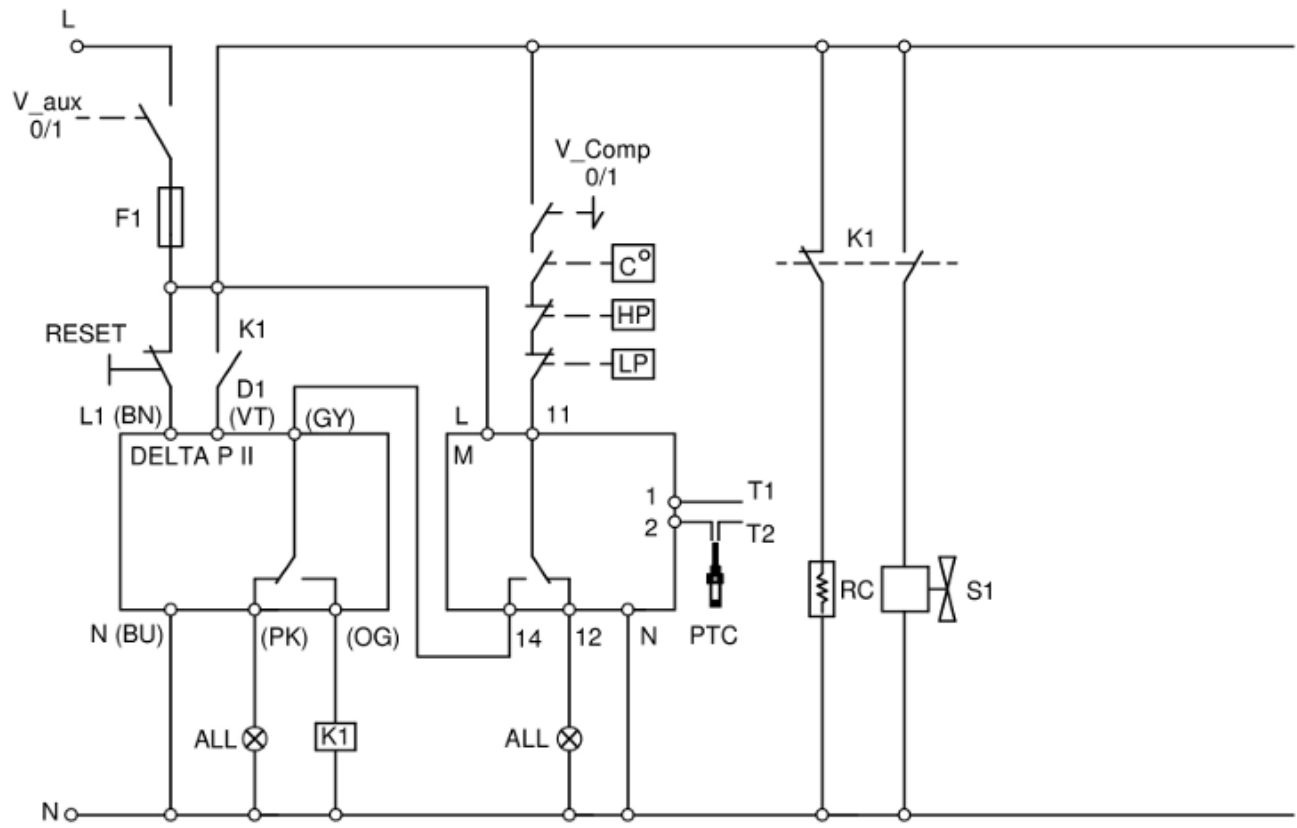 L
V_aux
0/1
F1
V_Comp
0/1
C°
HP
LP
K1
RESET
K1
D1
L1 (BN)
(VT)
(GY)
L
11
DELTA P II
M
1
T1
2
T2
RC
S1
N (BU)
(PK)
(OG)
14
12
N
PTC
ALL
K1
ALL
N